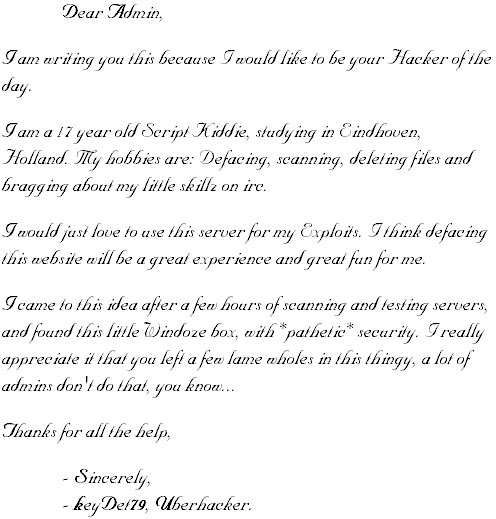 Dear Admin,
I am writing you this because I would like to be your Hacker of the
day.
I am a 17 year old Script Kiddie, studying in Eindhoven,
Holland. My hobbies are: Defacing, scanning, deleting files and
bragging about my little skillz on irc.
I would just love to use this server for my Exploits. I think defacing
this website will be a great experience and great fun for me.
I came to this idea after a few hours of scanning and testing servers,
and found this little Windoze box, with *pathetic* security. I really
appreciate it that you left a few lame wholes in this thingy, a lot of
admins don't do that, you know...
Thanks for all the help,
- Sincerely,
- keyDet79, Uberhacker.